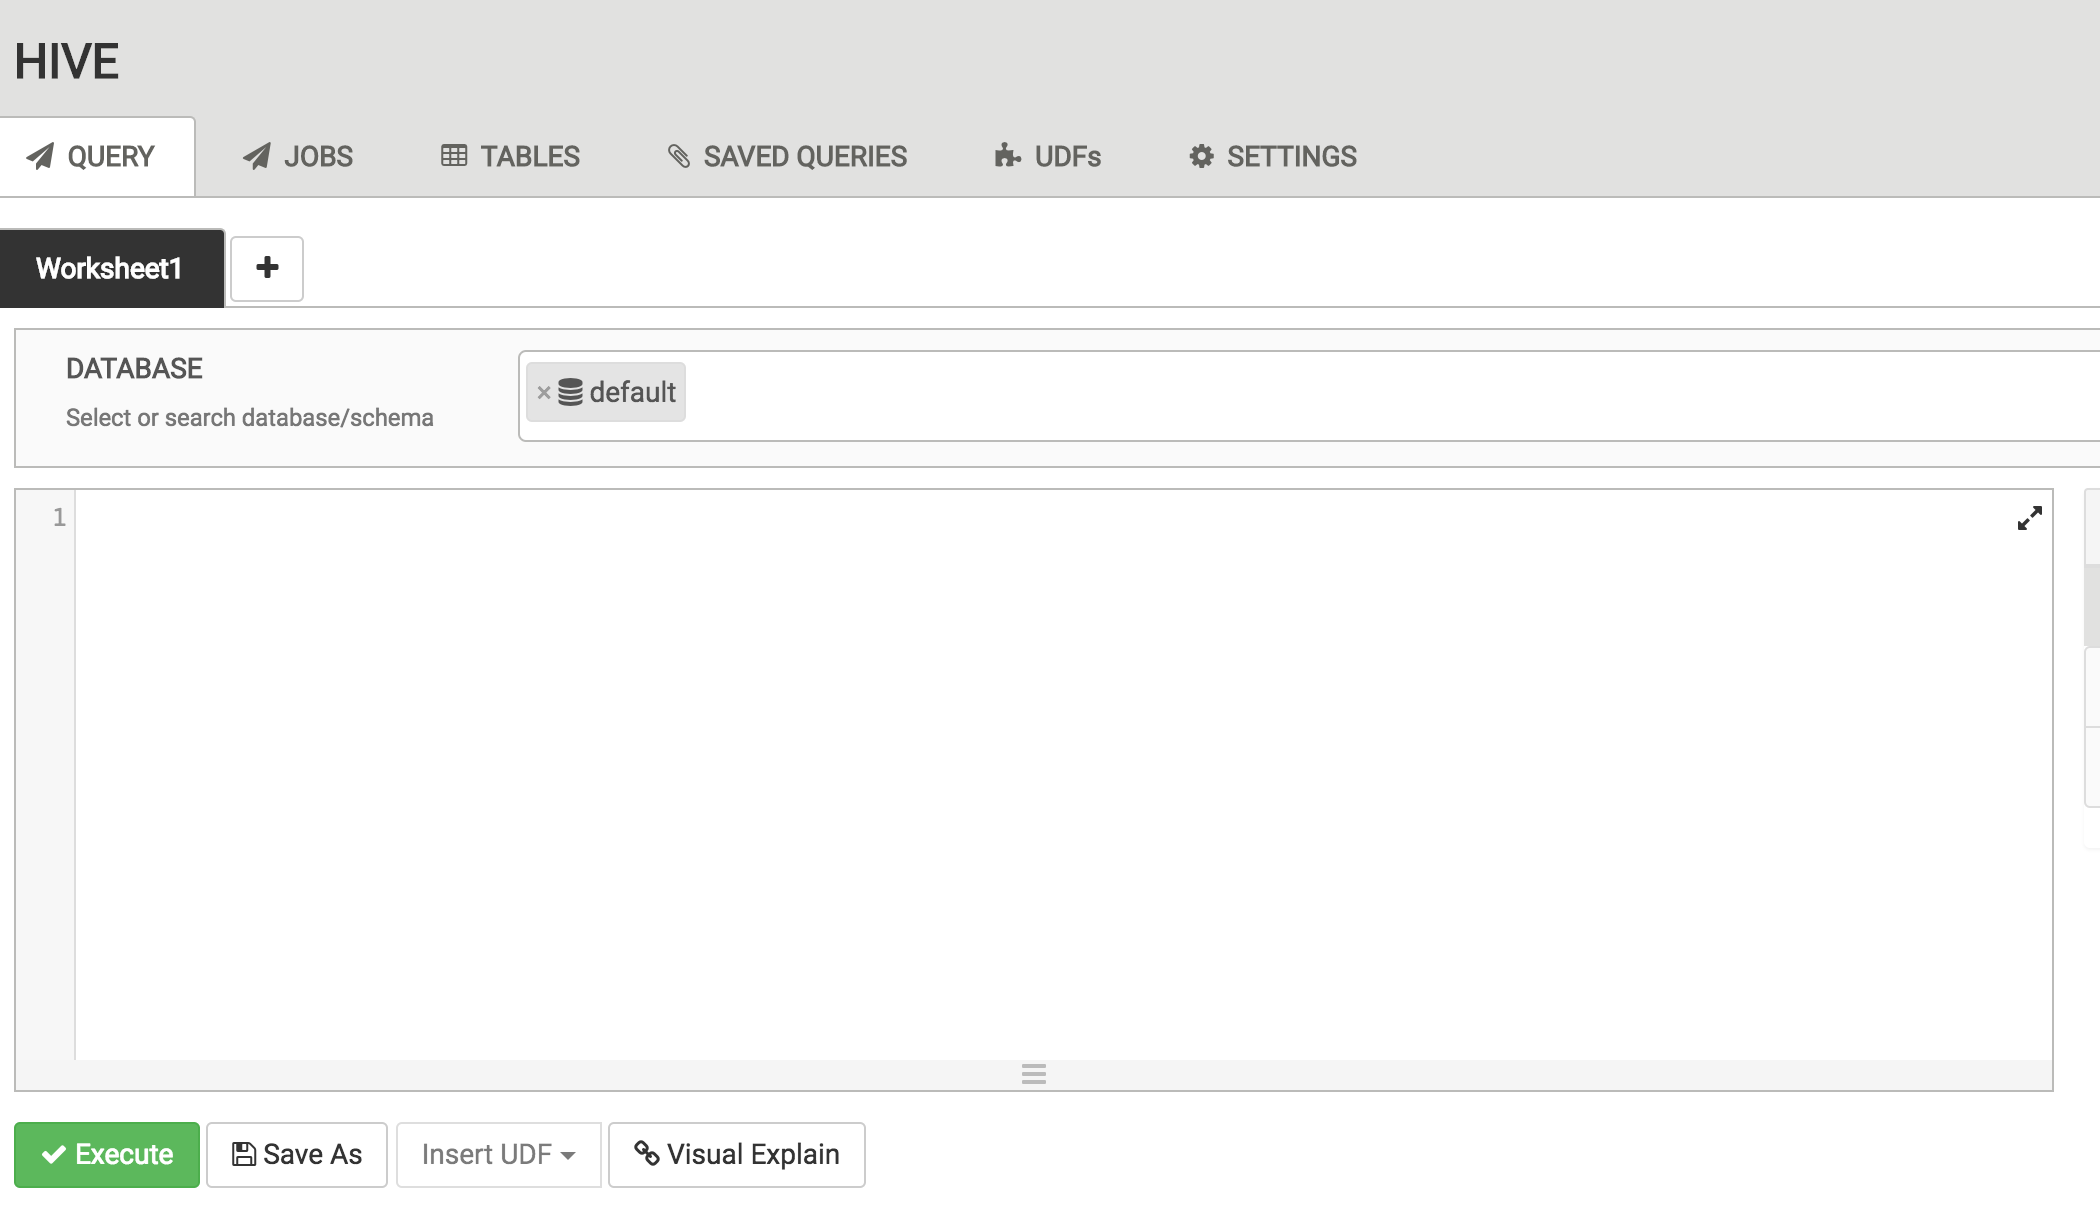 HIVE
QUERY JOBS TABLES SAVED QUERIES UDFs SETTINGS
Worksheet1 +
DATABASE
× default
Select or search database/schema
1
Execute Save As Insert UDF Visual Explain